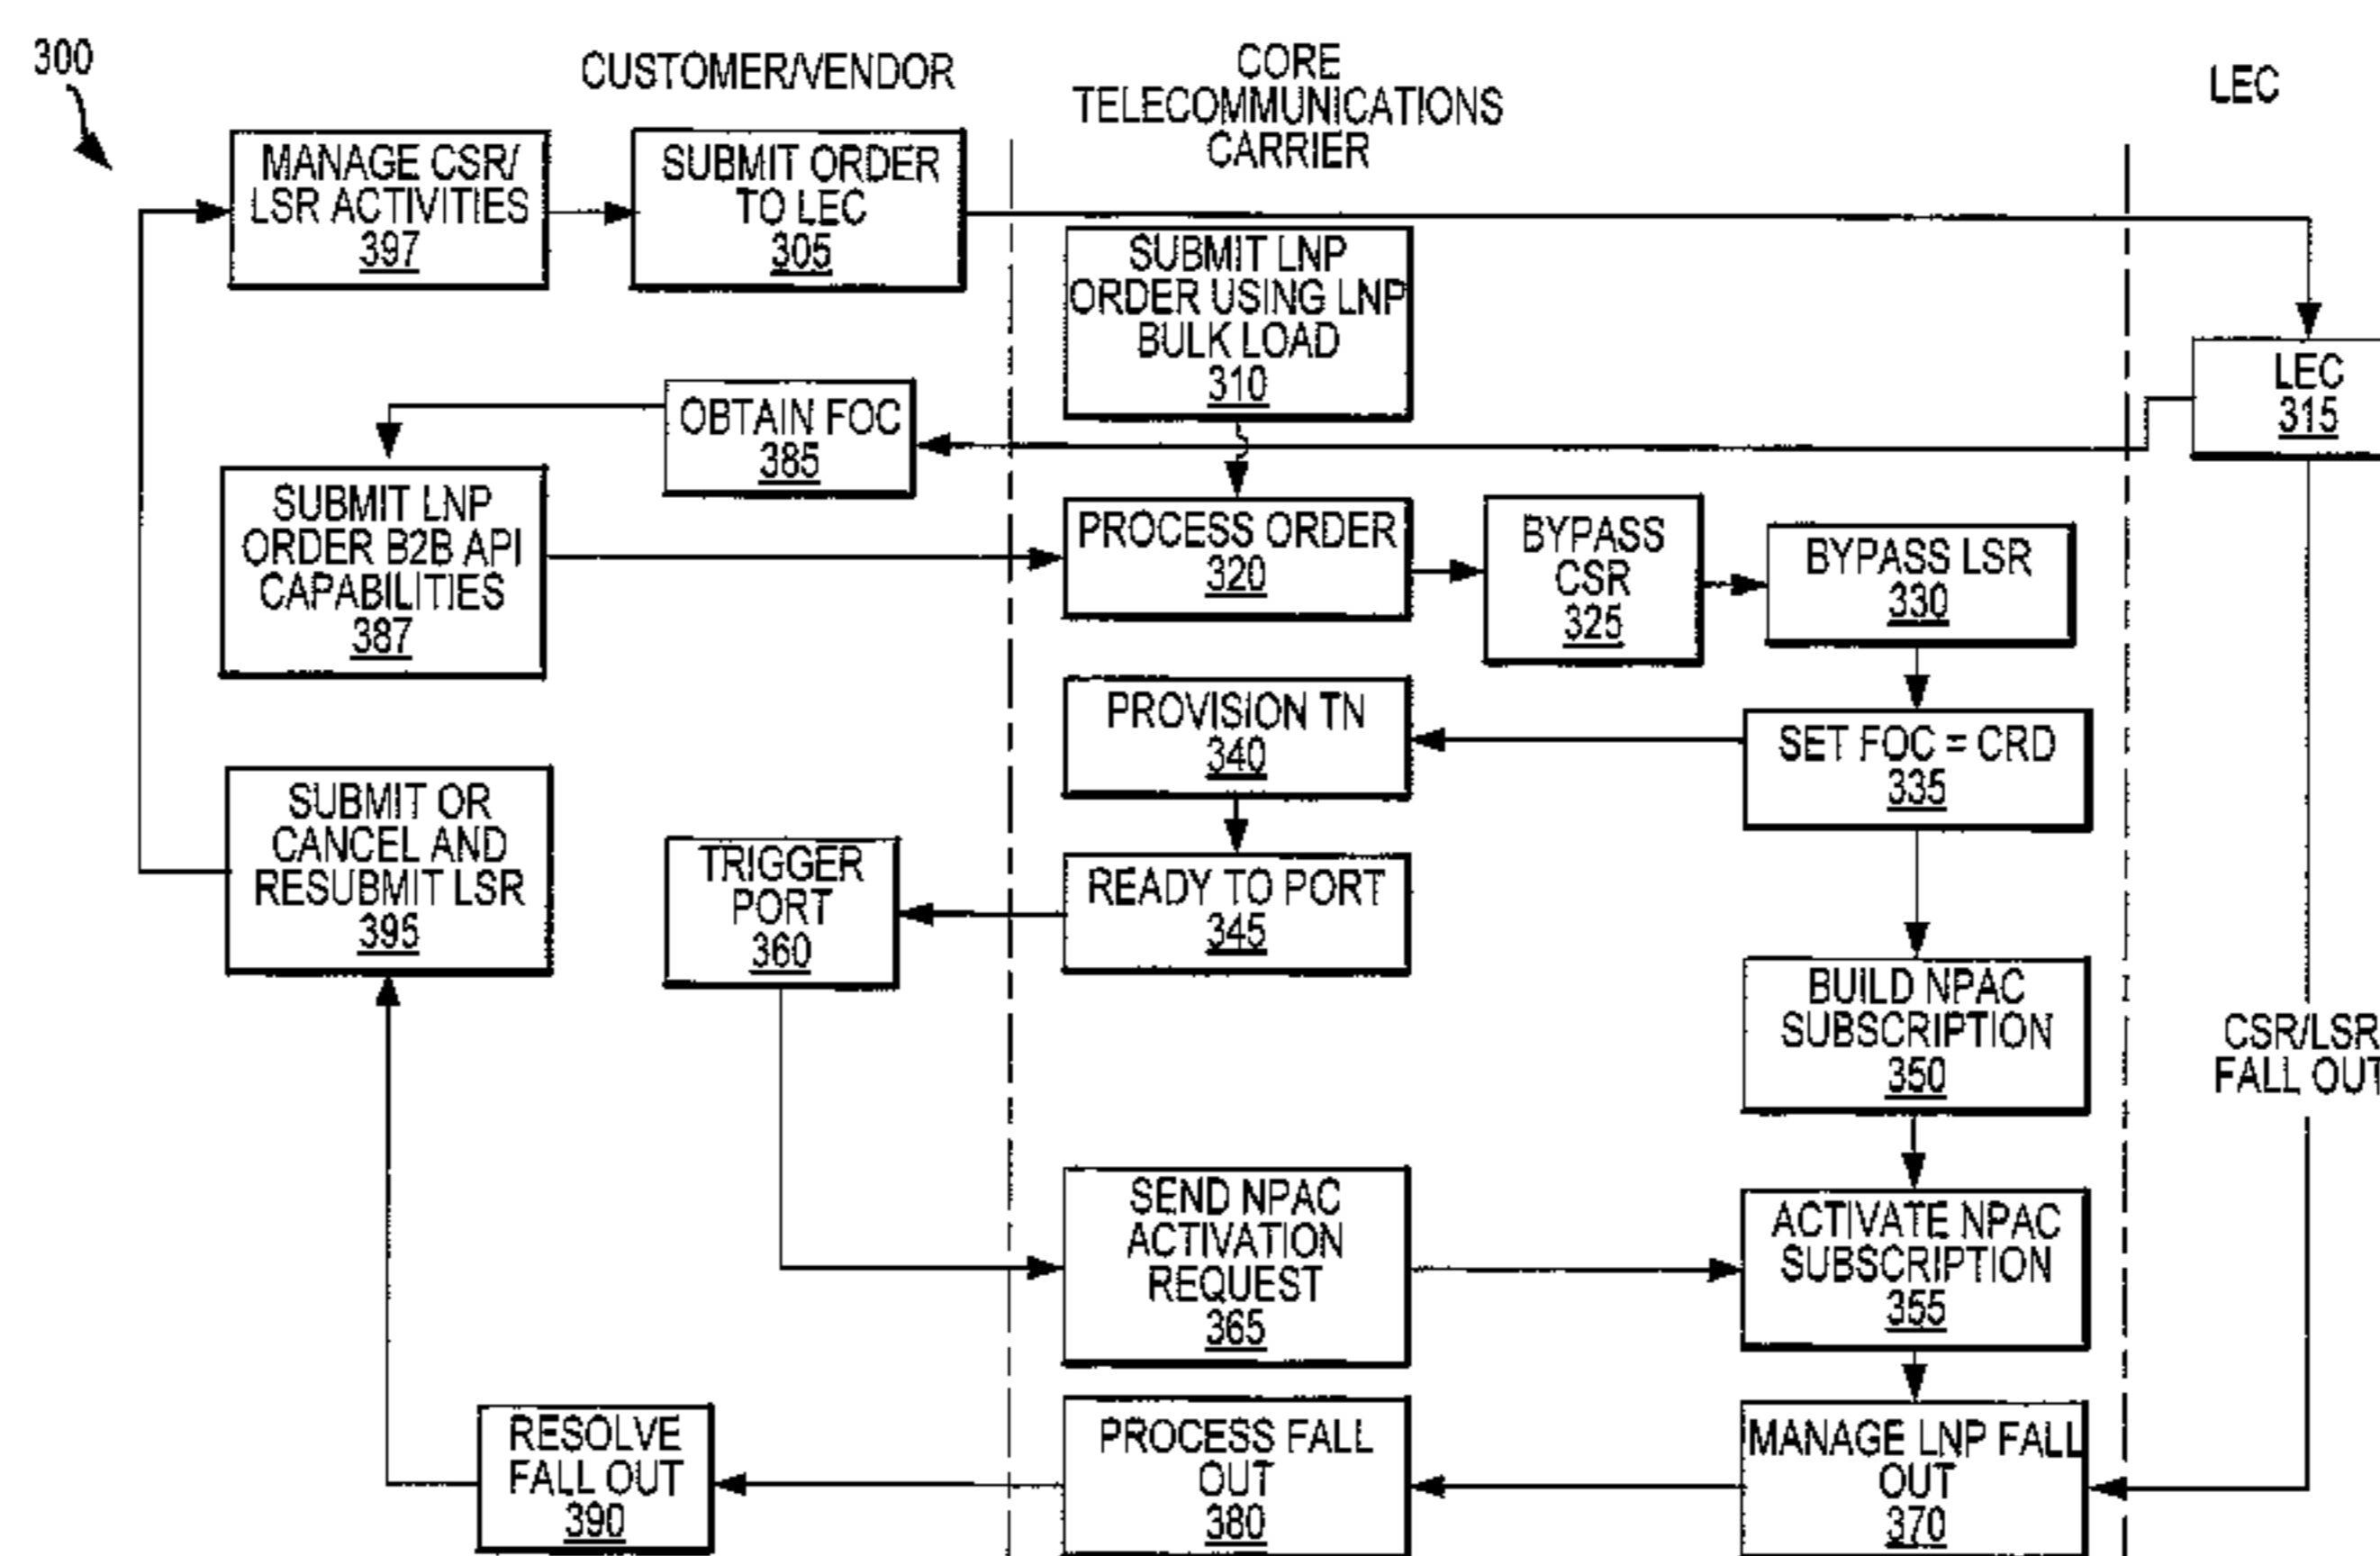 300
CUSTOMER/VENDOR
CORE
TELECOMMUNICATIONS
CARRIER
LEC
MANAGE CSR/
LSR ACTIVITIES
397
SUBMIT ORDER
TO LEC
305
SUBMIT LNP
ORDER USING LNP
BULK LOAD
310
LEC
315
OBTAIN FOC
385
SUBMIT LNP
ORDER B2B API
CAPABILITIES
387
PROCESS ORDER
320
BYPASS
CSR
325
BYPASS LSR
330
PROVISION TN
340
SET FOC = CRD
335
SUBMIT OR
CANCEL AND
RESUBMIT LSR
395
TRIGGER
PORT
360
READY TO PORT
345
BUILD NPAC
SUBSCRIPTION
350
CSR/LSR
FALL OUT
SEND NPAC
ACTIVATION
REQUEST
365
ACTIVATE NPAC
SUBSCRIPTION
355
RESOLVE
FALL OUT
390
PROCESS FALL
OUT
380
MANAGE LNP FALL
OUT
370